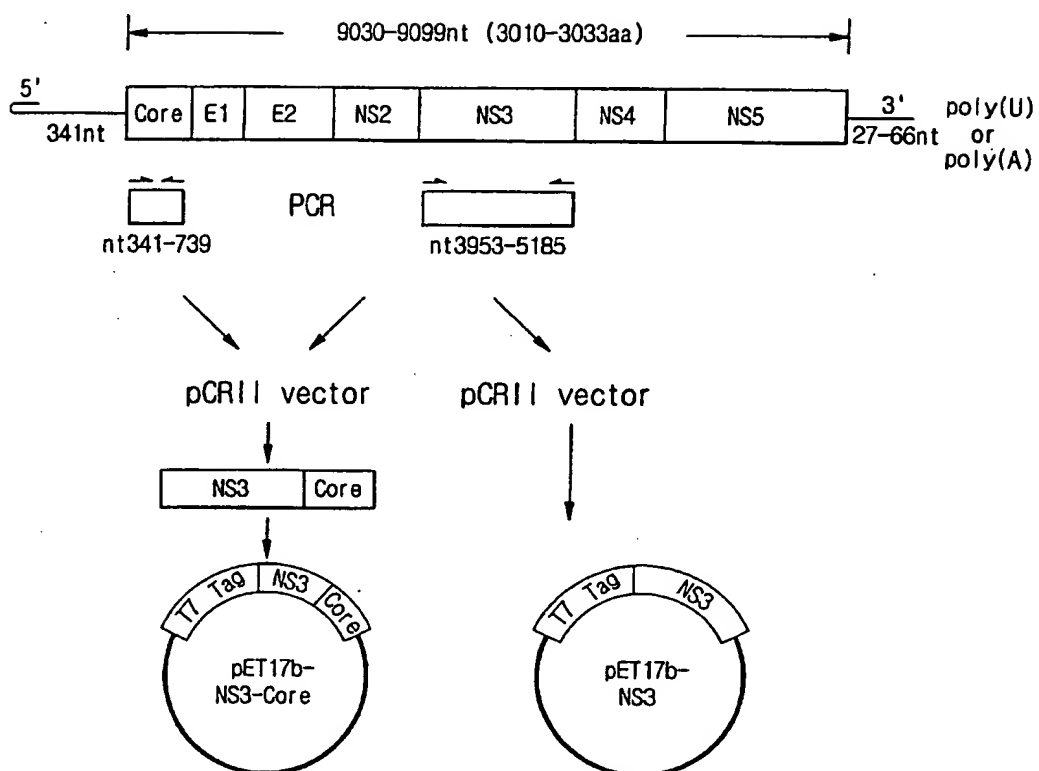 9030-9099nt (3010-3033aa)
5'
341nt
Core E1 E2 NS2 NS3 NS4 NS5
3'
27-66nt
poly(U)
or
poly(A)
PCR
nt341-739
nt3953-5185
pCRII vector
pCRII vector
NS3 Core
T7 Tag NS3 Core
pET17b-
NS3-Core
T7 Tag NS3
pET17b-
NS3